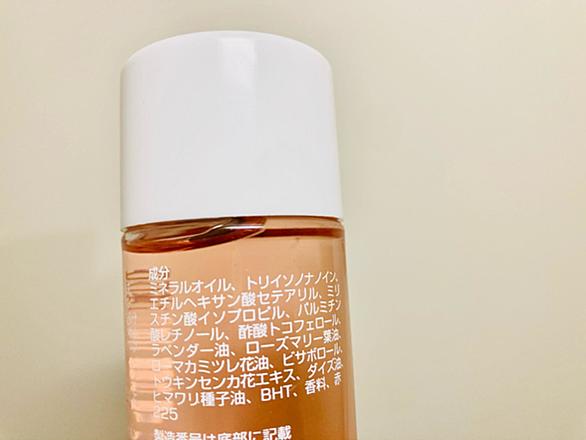 成分
ミネラルオイル、トリイソノナノイン、
エチルヘキサン酸セテアリル、ミリ
スチン酸イソプロピル、パルミチン
酸レチノール、酢酸トコフェロール、
ラベンダー油、ローズマリー葉油、
ローマカミツレ花油、ビサボロール、
トウキンセンカ花エキス、ダイズ油、
ヒマワリ種子油、BHT、香料、赤
225
製造番号は底部に記載